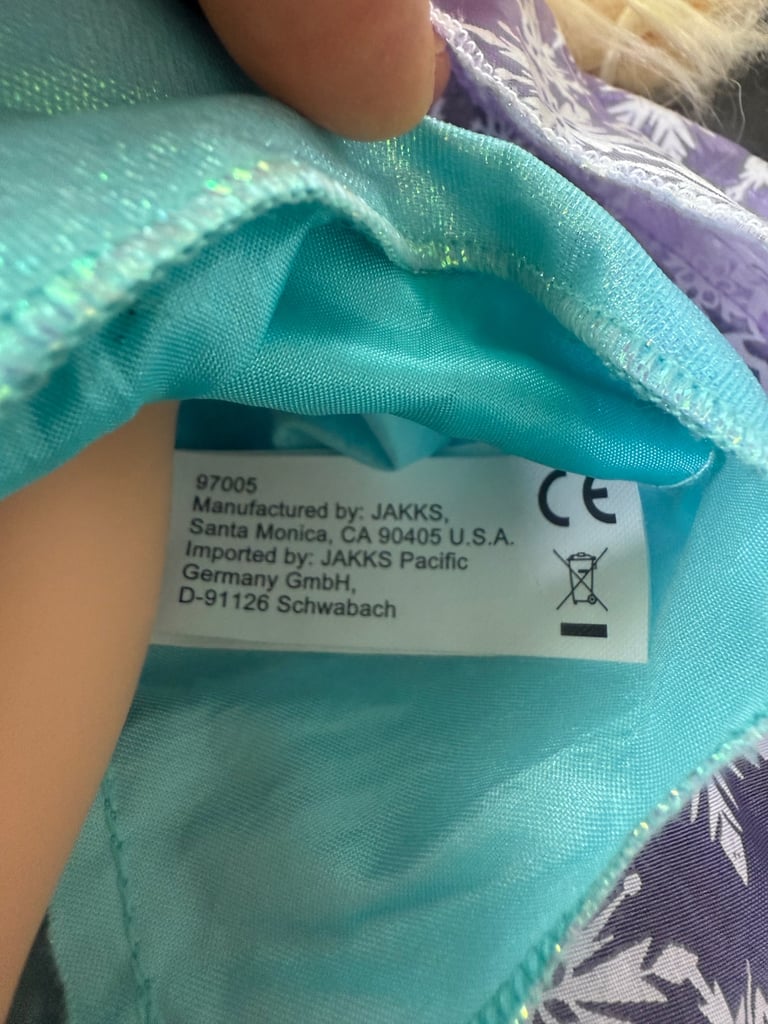 97005
Manufactured by: JAKKS,
Santa Monica, CA 90405 U.S.A.
Imported by: JAKKS Pacific
Germany GmbH,
D-91126 Schwabach
CE